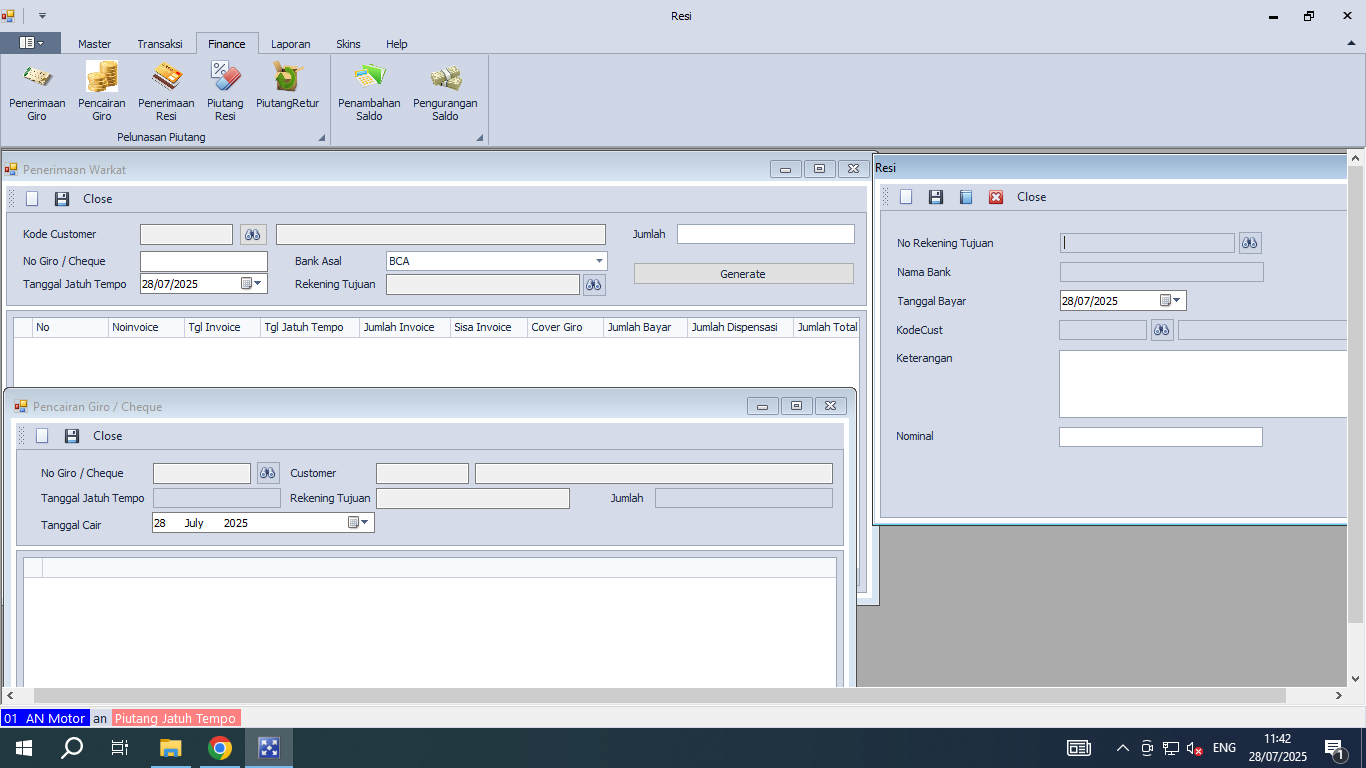 Resi
Master Transaksi Finance Laporan Skins Help
Penerimaan Giro
Pencairan Giro
Penerimaan Resi
Piutang Resi
PiutangRetur
Penambahan Saldo
Pengurangan Saldo
Pelunasan Piutang
Penerimaan Warkat
Close
Kode Customer
Jumlah
No Giro / Cheque
Bank Asal BCA
Generate
Tanggal Jatuh Tempo 28/07/2025
Rekening Tujuan
No Noinvoice Tgl Invoice Tgl Jatuh Tempo Jumlah Invoice Sisa Invoice Cover Giro Jumlah Bayar Jumlah Dispensasi Jumlah Total
Pencairan Giro / Cheque
Close
No Giro / Cheque
Customer
Tanggal Jatuh Tempo
Rekening Tujuan
Jumlah
Tanggal Cair 28 July 2025
Resi
Close
No Rekening Tujuan
Nama Bank
Tanggal Bayar 28/07/2025
KodeCust
Keterangan
Nominal
01 AN Motor an Piutang Jatuh Tempo
ENG
11:42
28/07/2025
1